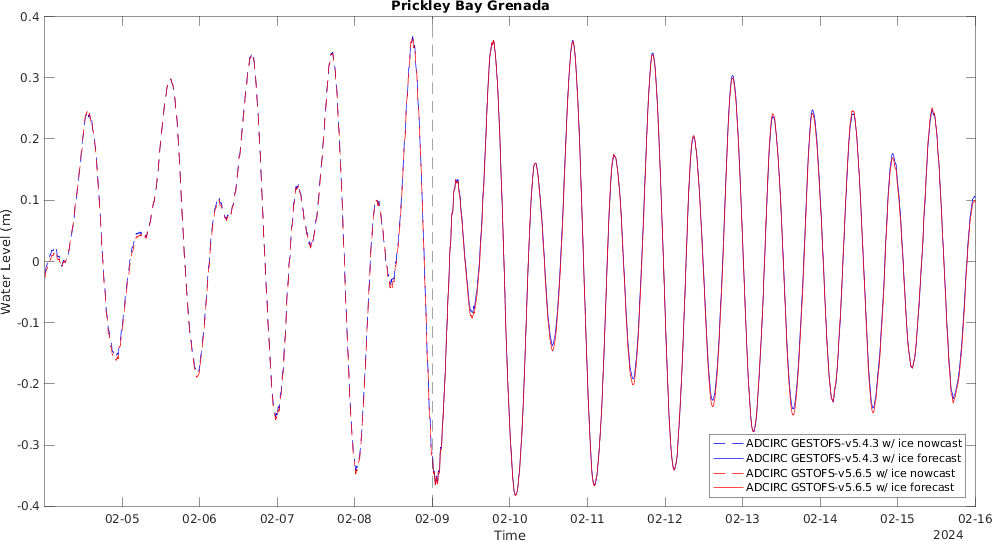 Prickley Bay Grenada
0.4
0.3
0.2
0.1
0
-0.1
-0.2
-0.3
-0.4
Water Level (m)
ADCIRC GESTOFS-v5.4.3 w/ ice nowcast
ADCIRC GESTOFS-v5.4.3 w/ ice forecast
ADCIRC GSTOFS-v5.6.5 w/ ice nowcast
ADCIRC GSTOFS-v5.6.5 w/ ice forecast
02-05 02-06 02-07 02-08 02-09 02-10 02-11 02-12 02-13 02-14 02-15 02-16
Time
2024